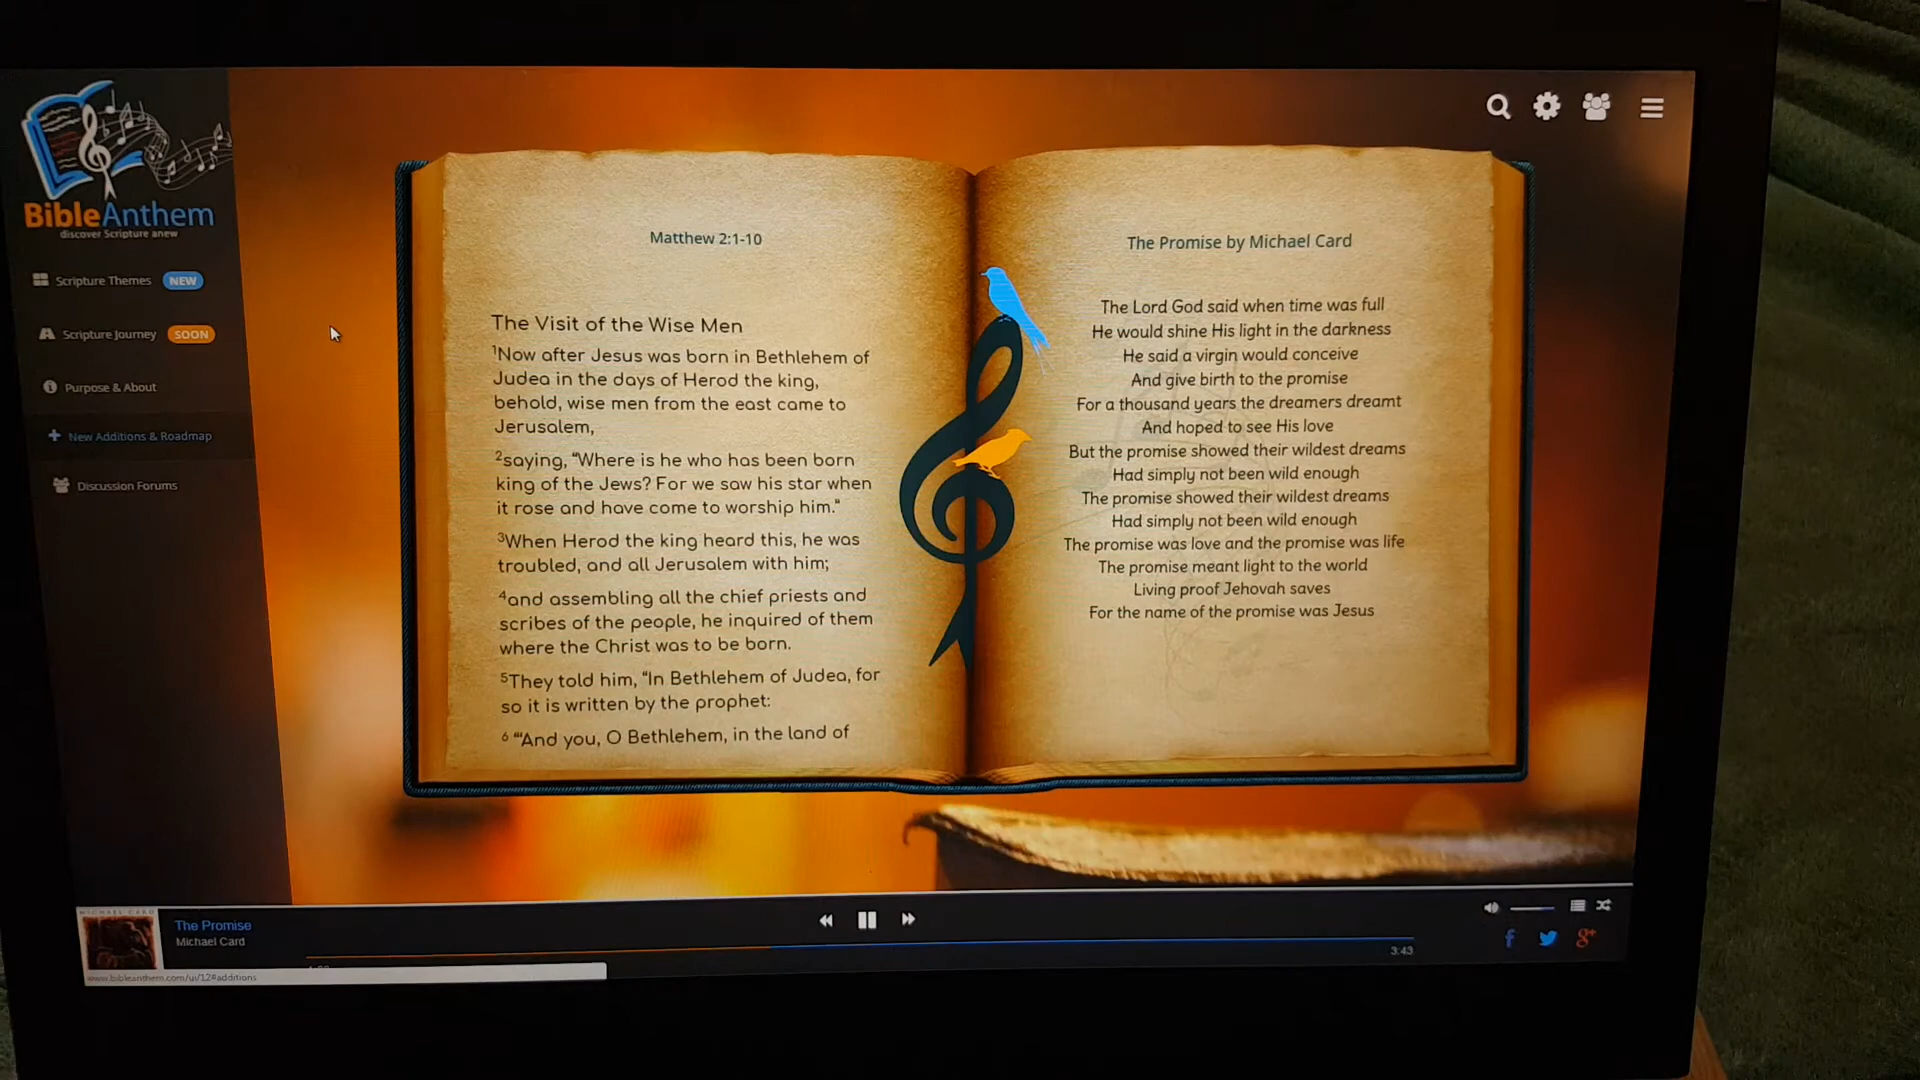 BibleAnthem
discover Scripture anew
Scripture Themes NEW
Scripture Journey SOON
Purpose & About
New Additions & Roadmap
Discussion Forums
Matthew 2:1-10
The Visit of the Wise Men
1Now after Jesus was born in Bethlehem of
Judea in the days of Herod the king,
behold, wise men from the east came to
Jerusalem,
2saying, “Where is he who has been born
king of the Jews? For we saw his star when
it rose and have come to worship him.”
3When Herod the king heard this, he was
troubled, and all Jerusalem with him;
4and assembling all the chief priests and
scribes of the people, he inquired of them
where the Christ was to be born.
5They told him, “In Bethlehem of Judea, for
so it is written by the prophet:
6 “‘And you, O Bethlehem, in the land of
The Promise by Michael Card
The Lord God said when time was full
He would shine His light in the darkness
He said a virgin would conceive
And give birth to the promise
For a thousand years the dreamers dreamt
And hoped to see His love
But the promise showed their wildest dreams
Had simply not been wild enough
The promise showed their wildest dreams
Had simply not been wild enough
The promise was love and the promise was life
The promise meant light to the world
Living proof Jehovah saves
For the name of the promise was Jesus
MICHAEL CARD
The Promise
Michael Card
3:43
www.bibleanthem.com/ui/12#additions